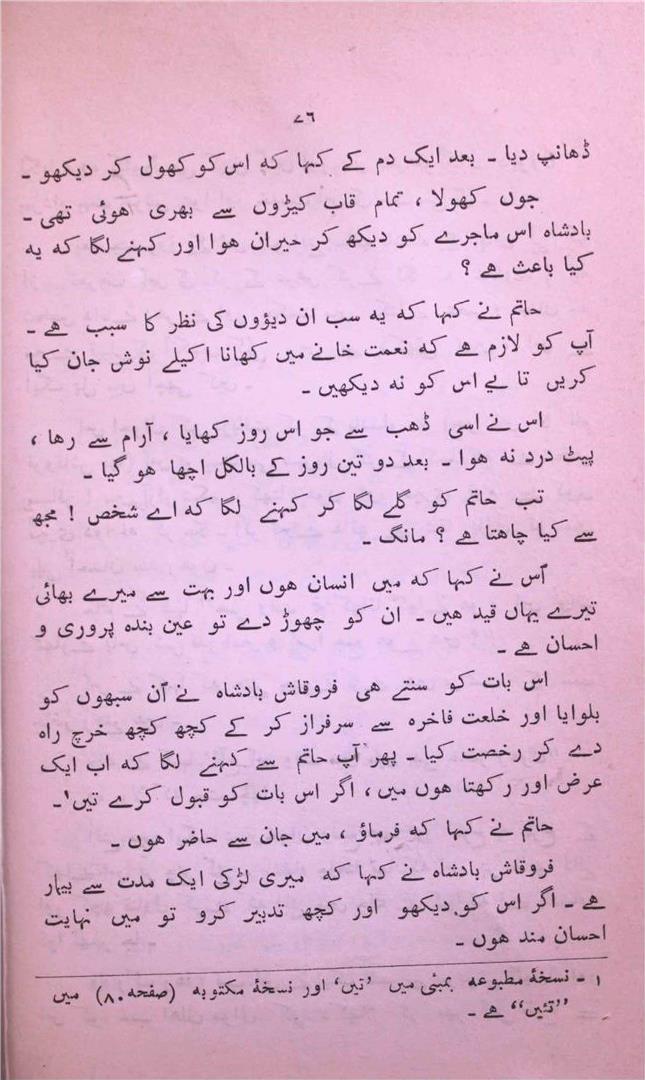 ۷۶
ڈھانپ دیا ۔ بعد ایک دم کے کہا کہ اس کو کھول کر دیکھو ۔
جوں کھولا ، تمام قاب کیڑوں سے بھری ہوئی تھی ۔
بادشاہ اس ماجرے کو دیکھ کر حیران ہوا اور کہنے لگا کہ یہ
کیا باعث ہے ؟
حاتم نے کہا کہ یہ سب ان دیؤوں کی نظر کا سبب ہے ۔
آپ کو لازم ہے کہ نعمت خانے میں کھانا اکیلے نوش جان کیا
کریں تا یے اس کو نہ دیکھیں ۔
اس نے اسی ڈھب سے جو اس روز کھایا ، آرام سے رہا ،
پیٹ درد نہ ہوا ۔ بعد دو تین روز کے بالکل اچھا ہو گیا ۔
تب حاتم کو گلے لگا کر کہنے لگا کہ اے شخص ! مجھ
سے کیا چاہتا ہے ؟ مانگ ۔
اُس نے کہا کہ میں انسان ہوں اور بہت سے میرے بھائی
تیرے یہاں قید ہیں ۔ ان کو چھوڑ دے تو عین بندہ پروری و
احسان ہے ۔
اس بات کو سنتے ہی فروقاش بادشاہ نے اُن سبھوں کو
بلوایا اور خلعت فاخرہ سے سرفراز کر کے کچھ کچھ خرچ راہ
دے کر رخصت کیا ۔ پھر آپ حاتم سے کہنے لگا کہ اب ایک
عرض اور رکھتا ہوں میں ، اگر اس بات کو قبول کرے تیں ۱ ۔
حاتم نے کہا کہ فرماؤ ، میں جان سے حاضر ہوں ۔
فروقاش بادشاہ نے کہا کہ میری لڑکی ایک مدت سے بیمار
ہے ۔ اگر اس کو دیکھو اور کچھ تدبیر کرو تو میں نہایت
احسان مند ہوں ۔
۱ ۔ نسخۂ مطبوعہ بمبئی میں ’تیں‘ اور نسخۂ مکتوبہ (صفحہ ۸۰) میں
”تئیں“ ہے ۔